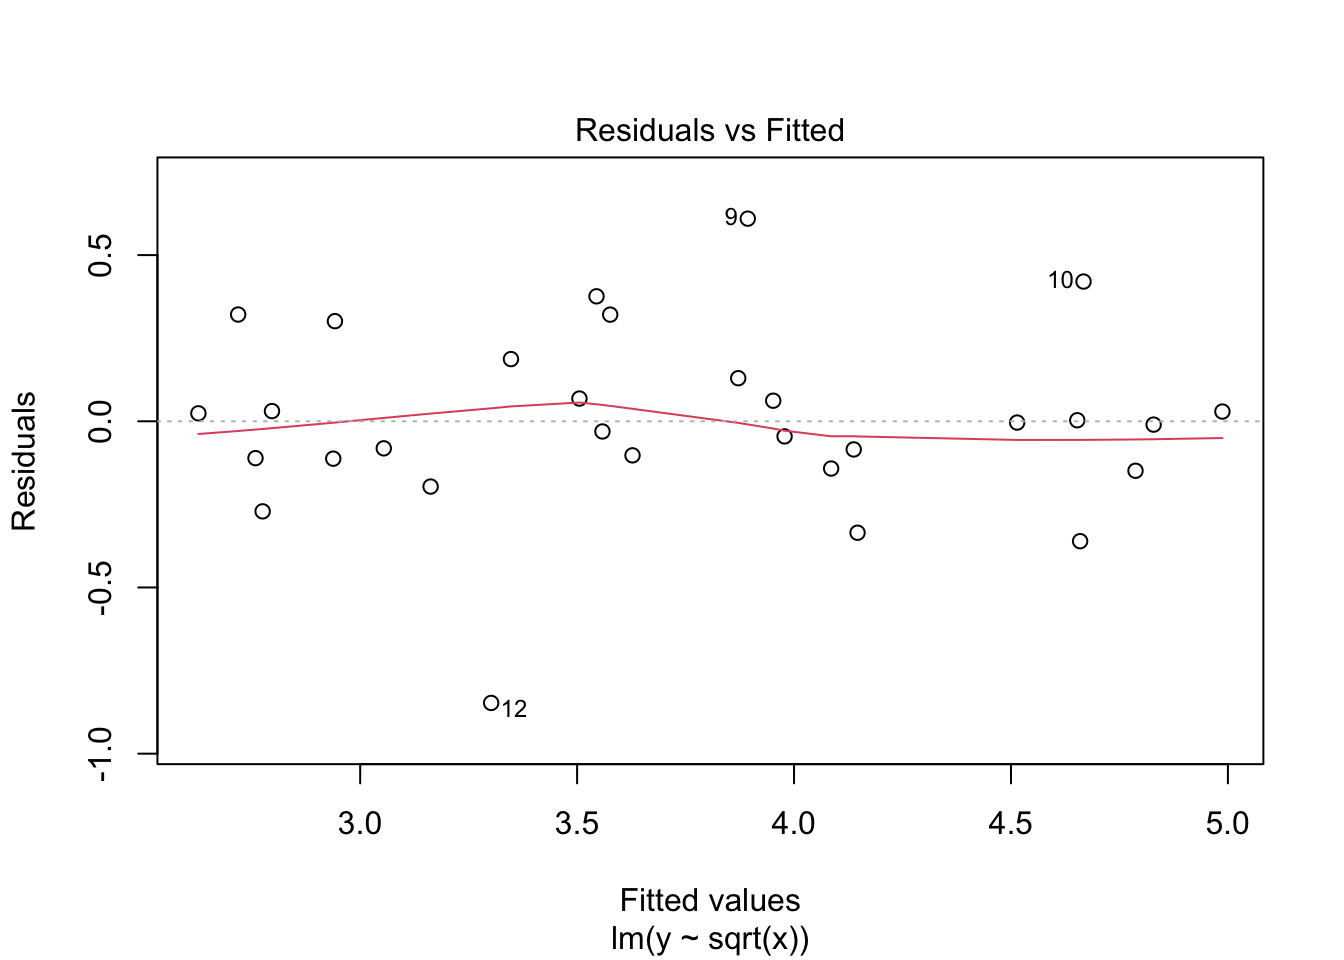 Residuals vs Fitted
Residuals
0.5
0.0
-0.5
-1.0
9
10
12
3.0 3.5 4.0 4.5 5.0
Fitted values
lm(y ~ sqrt(x))